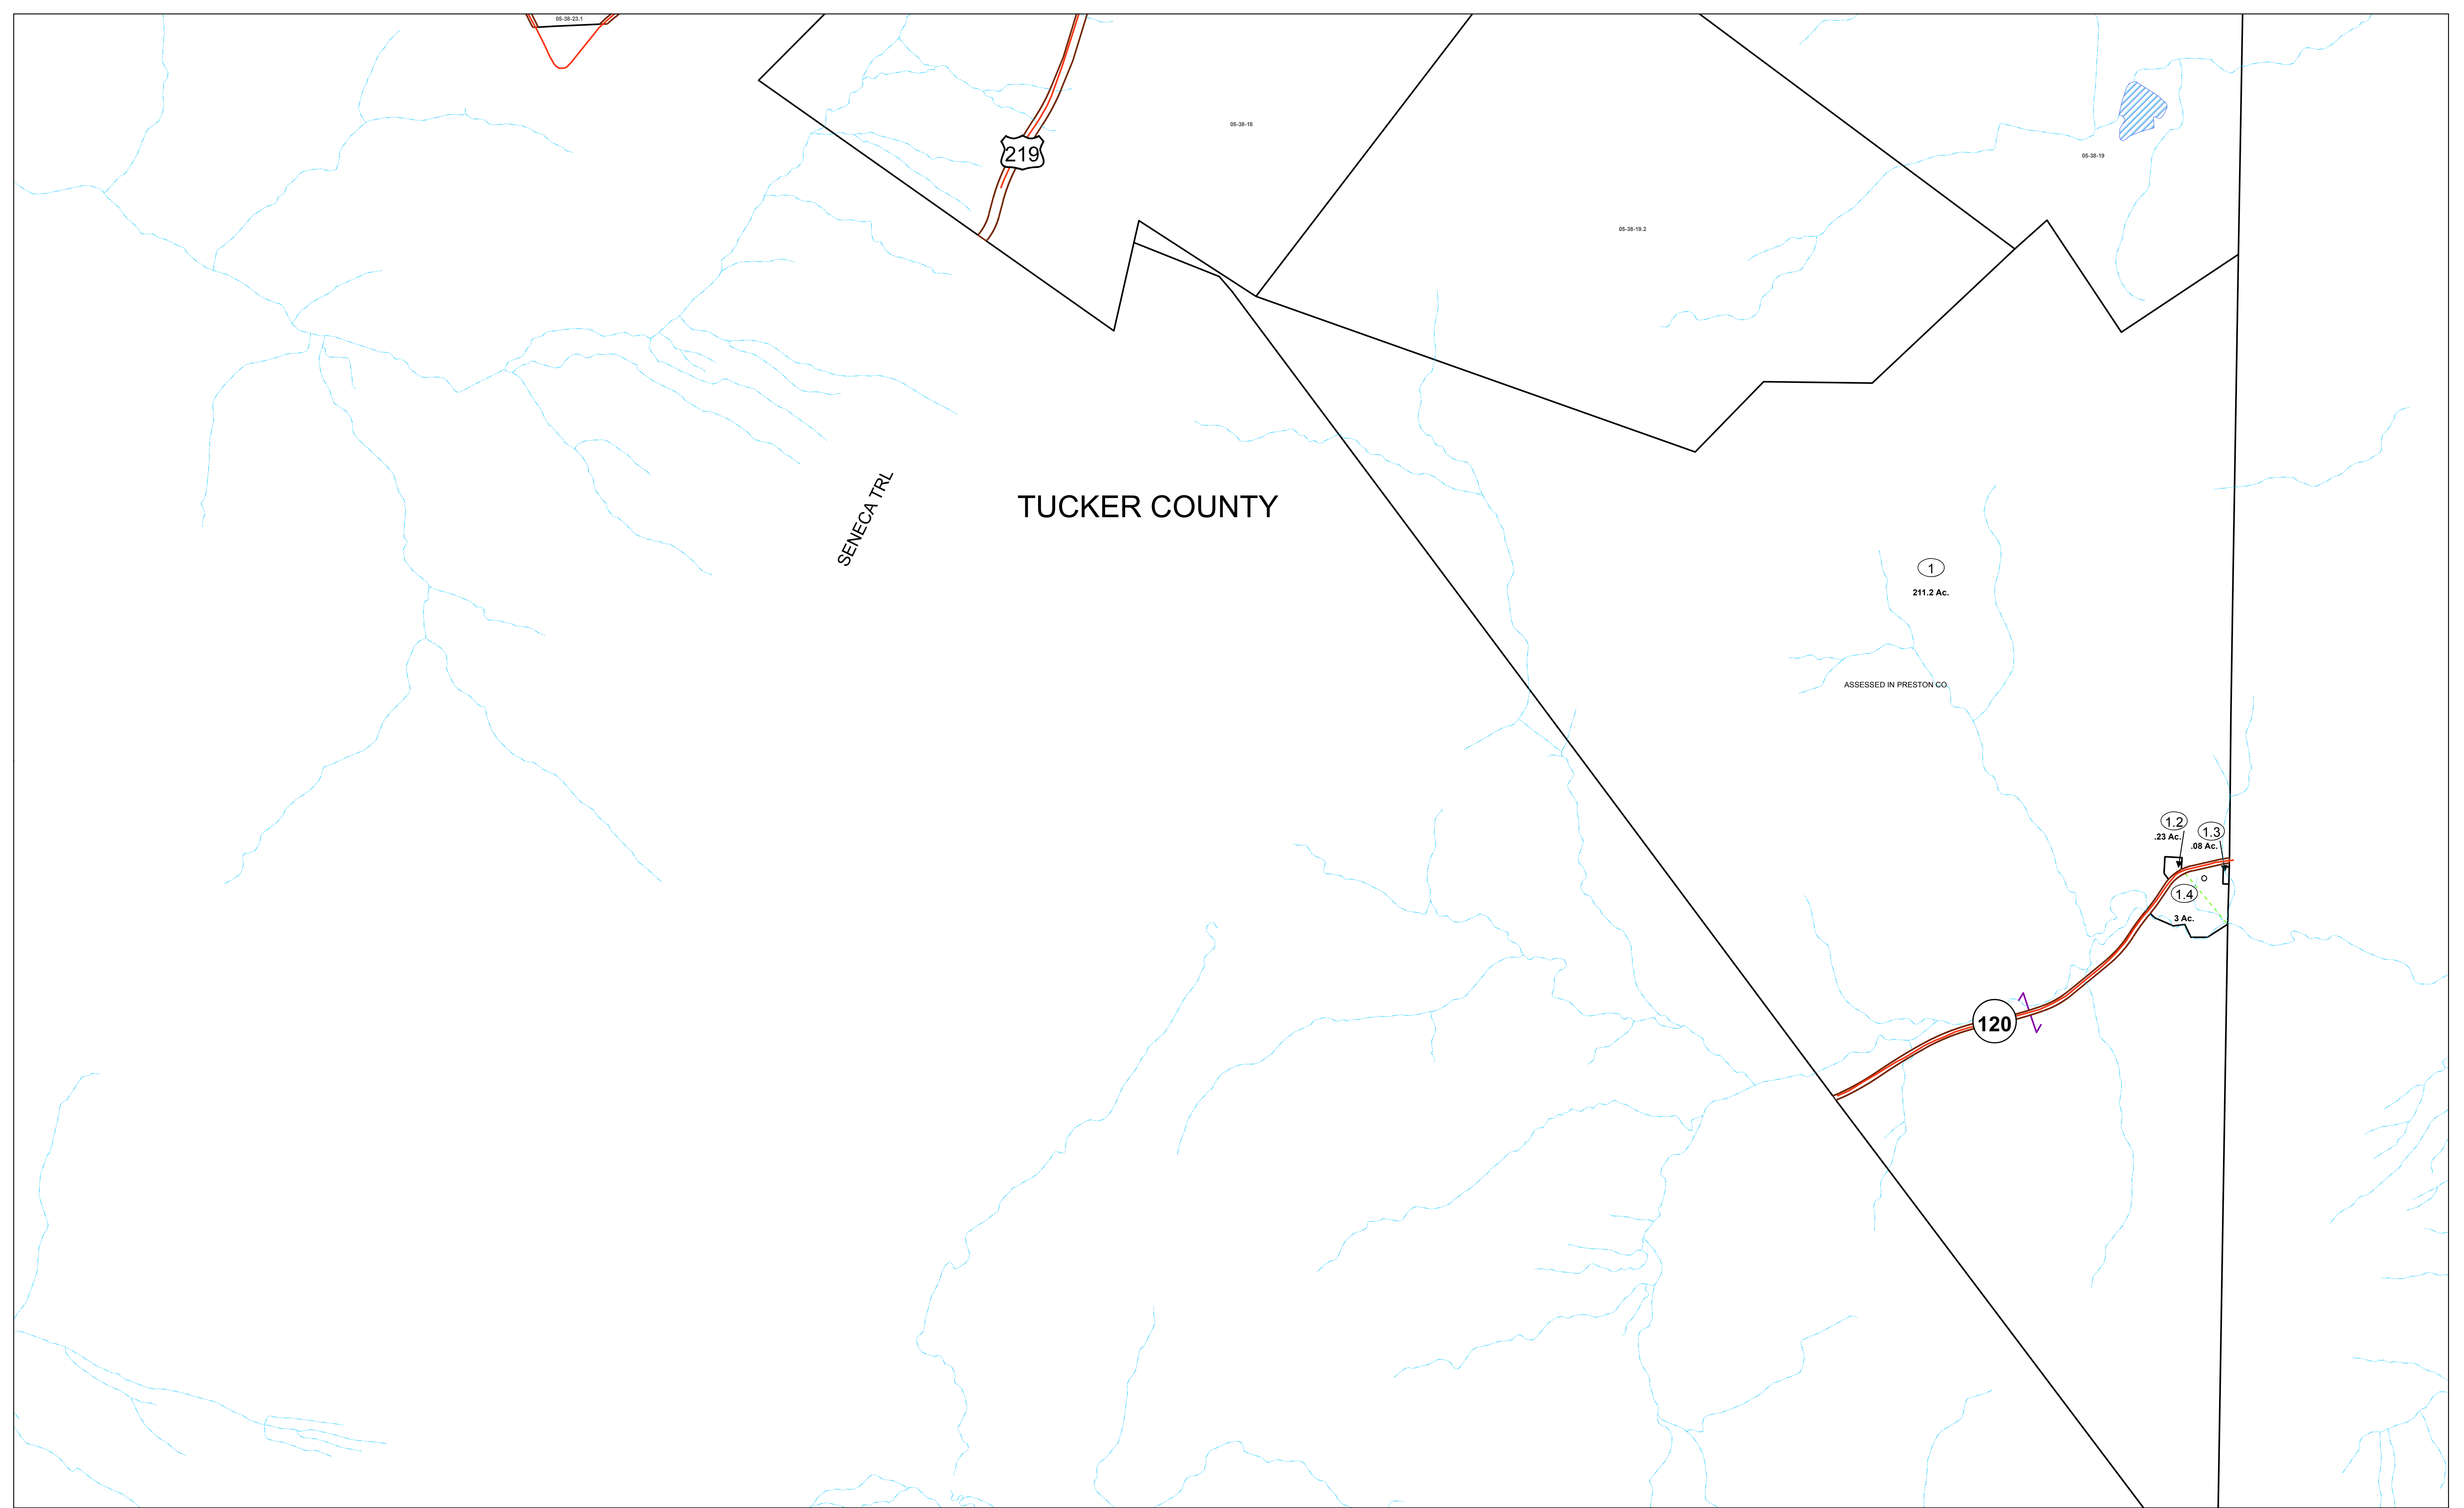 05-38-23.1
05-38-18
219
05-38-19
05-38-19.2
SENECA TRL
TUCKER COUNTY
1
211.2 Ac.
ASSESSED IN PRESTON CO
1.2
.23 Ac.
1.3
.08 Ac.
1.4
3 Ac.
120